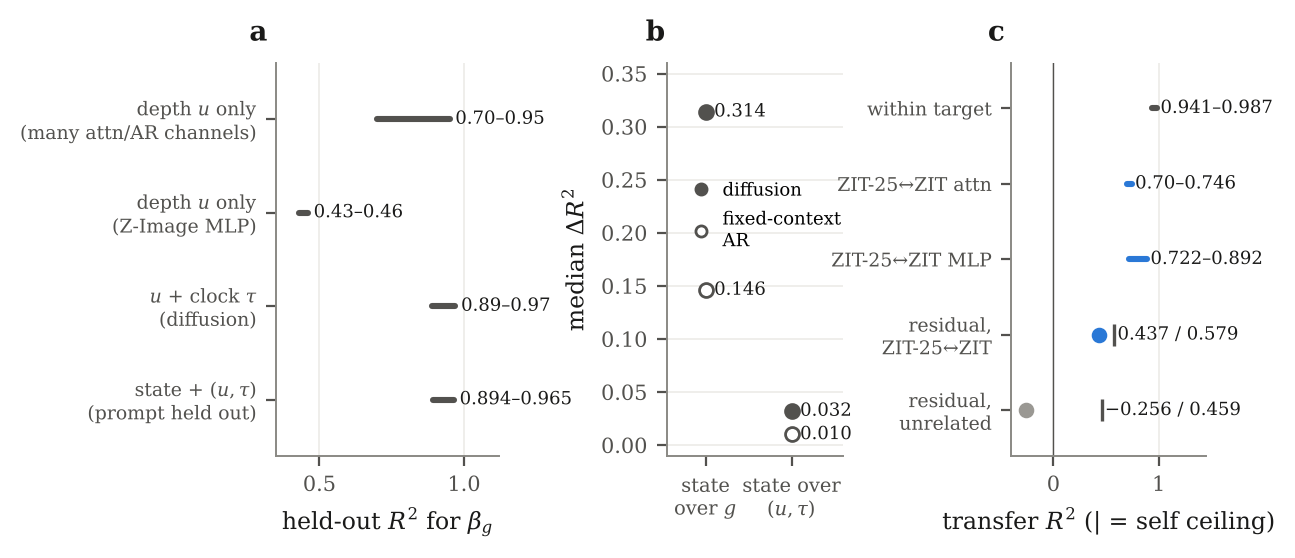 a
depth u only
(many attn/AR channels)
0.70–0.95
depth u only
(Z-Image MLP)
0.43–0.46
u + clock τ
(diffusion)
0.89–0.97
state + (u, τ)
(prompt held out)
0.894–0.965
0.5
1.0
held-out R² for β_g
b
median ΔR²
0.35
0.30
0.25
0.20
0.15
0.10
0.05
0.00
0.314
diffusion
fixed-context
AR
0.146
0.032
0.010
state
over g
state over
(u, τ)
c
within target
0.941–0.987
ZIT-25↔ZIT attn
0.70–0.746
ZIT-25↔ZIT MLP
0.722–0.892
residual,
ZIT-25↔ZIT
0.437 / 0.579
residual,
unrelated
−0.256 / 0.459
0
1
transfer R² (| = self ceiling)